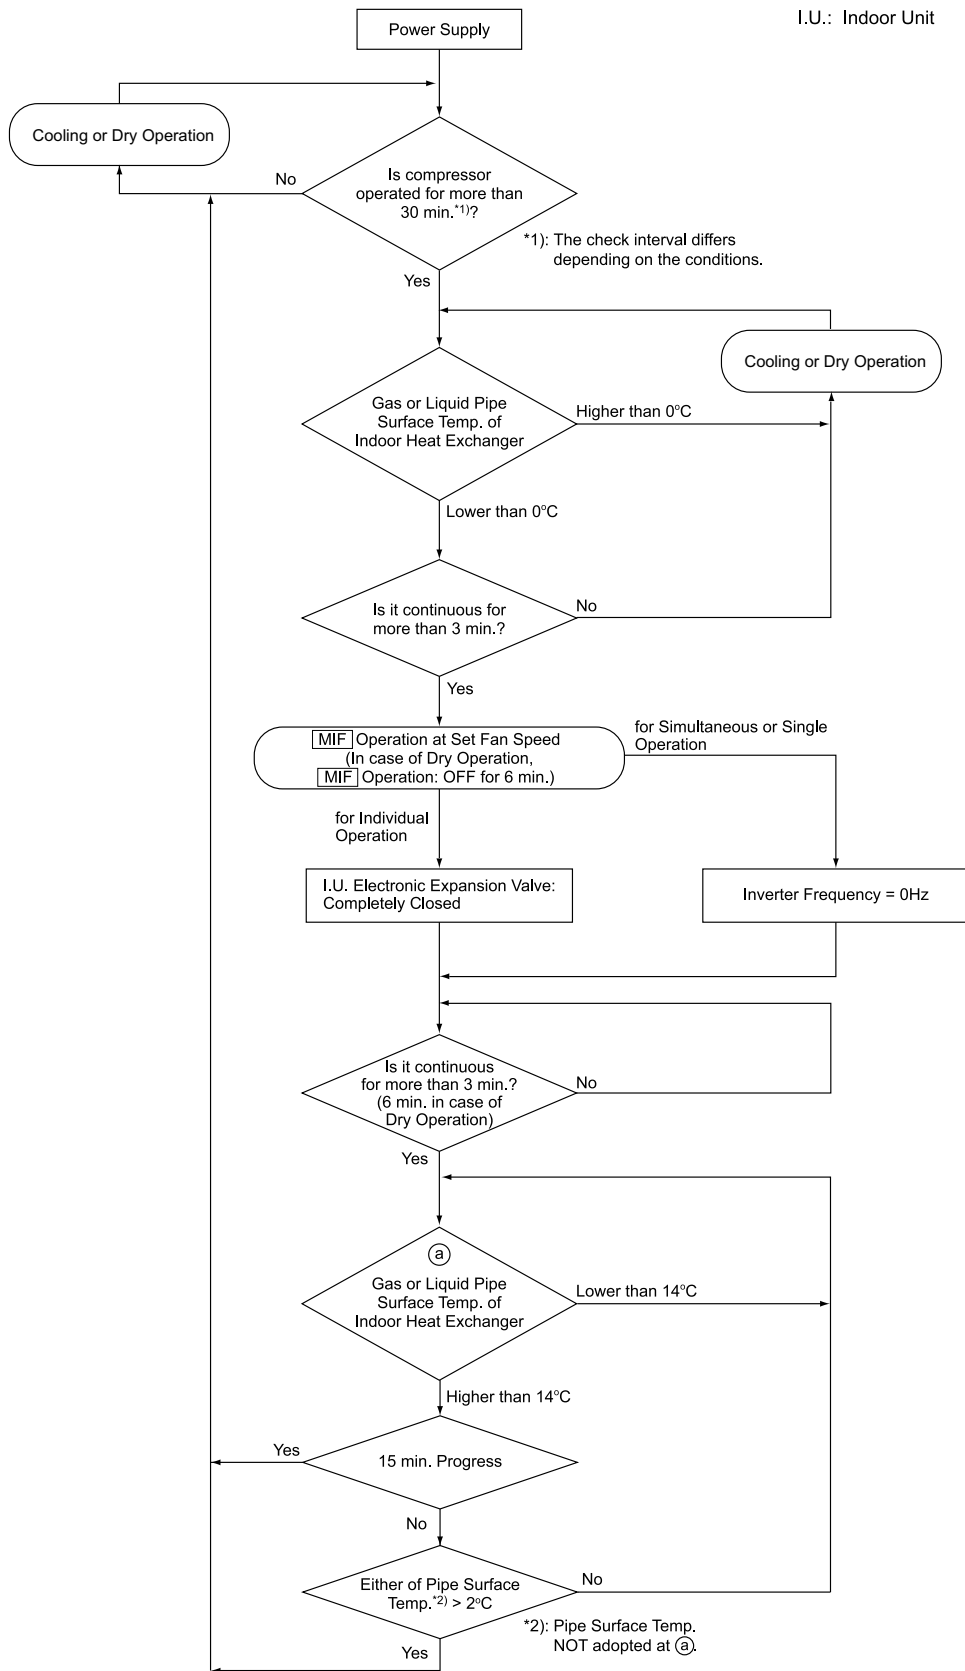 I.U.: Indoor Unit
Power Supply
Cooling or Dry Operation
No
Is compressor
operated for more than
30 min.*1)?
*1): The check interval differs
depending on the conditions.
Yes
Cooling or Dry Operation
Gas or Liquid Pipe
Surface Temp. of
Indoor Heat Exchanger
Higher than 0°C
Lower than 0°C
Is it continuous for
more than 3 min.?
No
Yes
MIF Operation at Set Fan Speed
(In case of Dry Operation,
MIF Operation: OFF for 6 min.)
for Simultaneous or Single
Operation
for Individual
Operation
I.U. Electronic Expansion Valve:
Completely Closed
Inverter Frequency = 0Hz
Is it continuous
for more than 3 min.?
(6 min. in case of
Dry Operation)
No
Yes
a
Gas or Liquid Pipe
Surface Temp. of
Indoor Heat Exchanger
Lower than 14°C
Higher than 14°C
Yes
15 min. Progress
No
Either of Pipe Surface
Temp.*2) > 2°C
No
*2): Pipe Surface Temp.
NOT adopted at a.
Yes